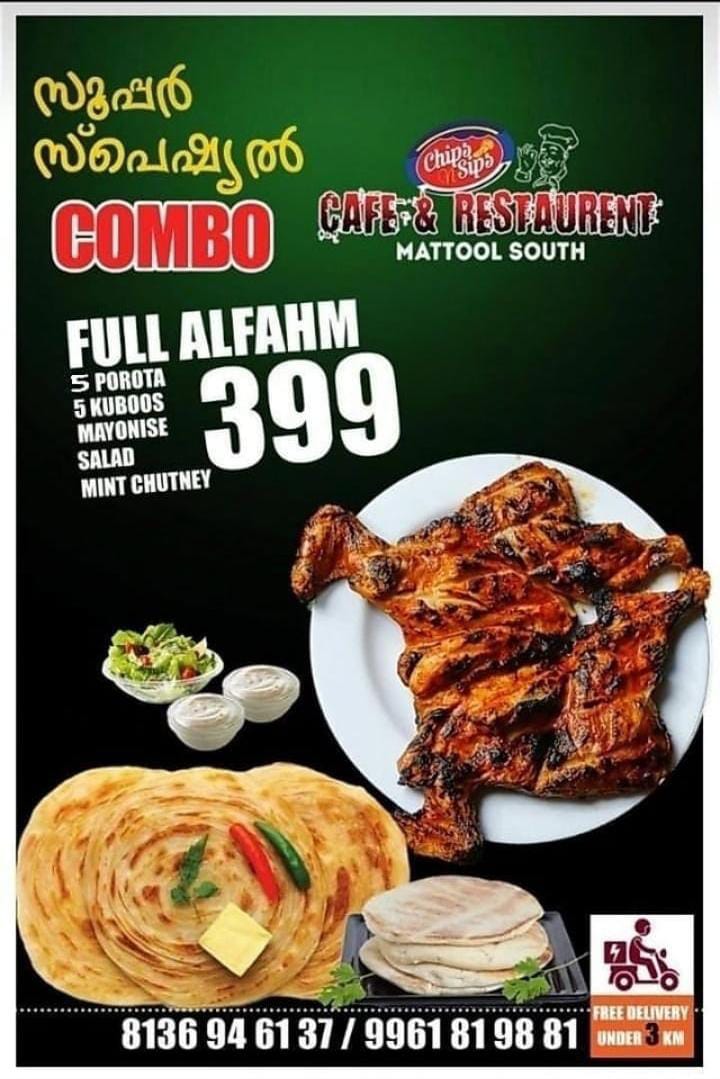 സൂപ്പർ
സ്പെഷ്യൽ
COMBO
Chips
N Sips
CAFE & RESTAURENT
MATTOOL SOUTH
FULL ALFAHM
399
5 POROTA
5 KUBOOS
MAYONISE
SALAD
MINT CHUTNEY
FREE DELIVERY
UNDER 3 KM
8136 94 61 37 / 9961 81 98 81